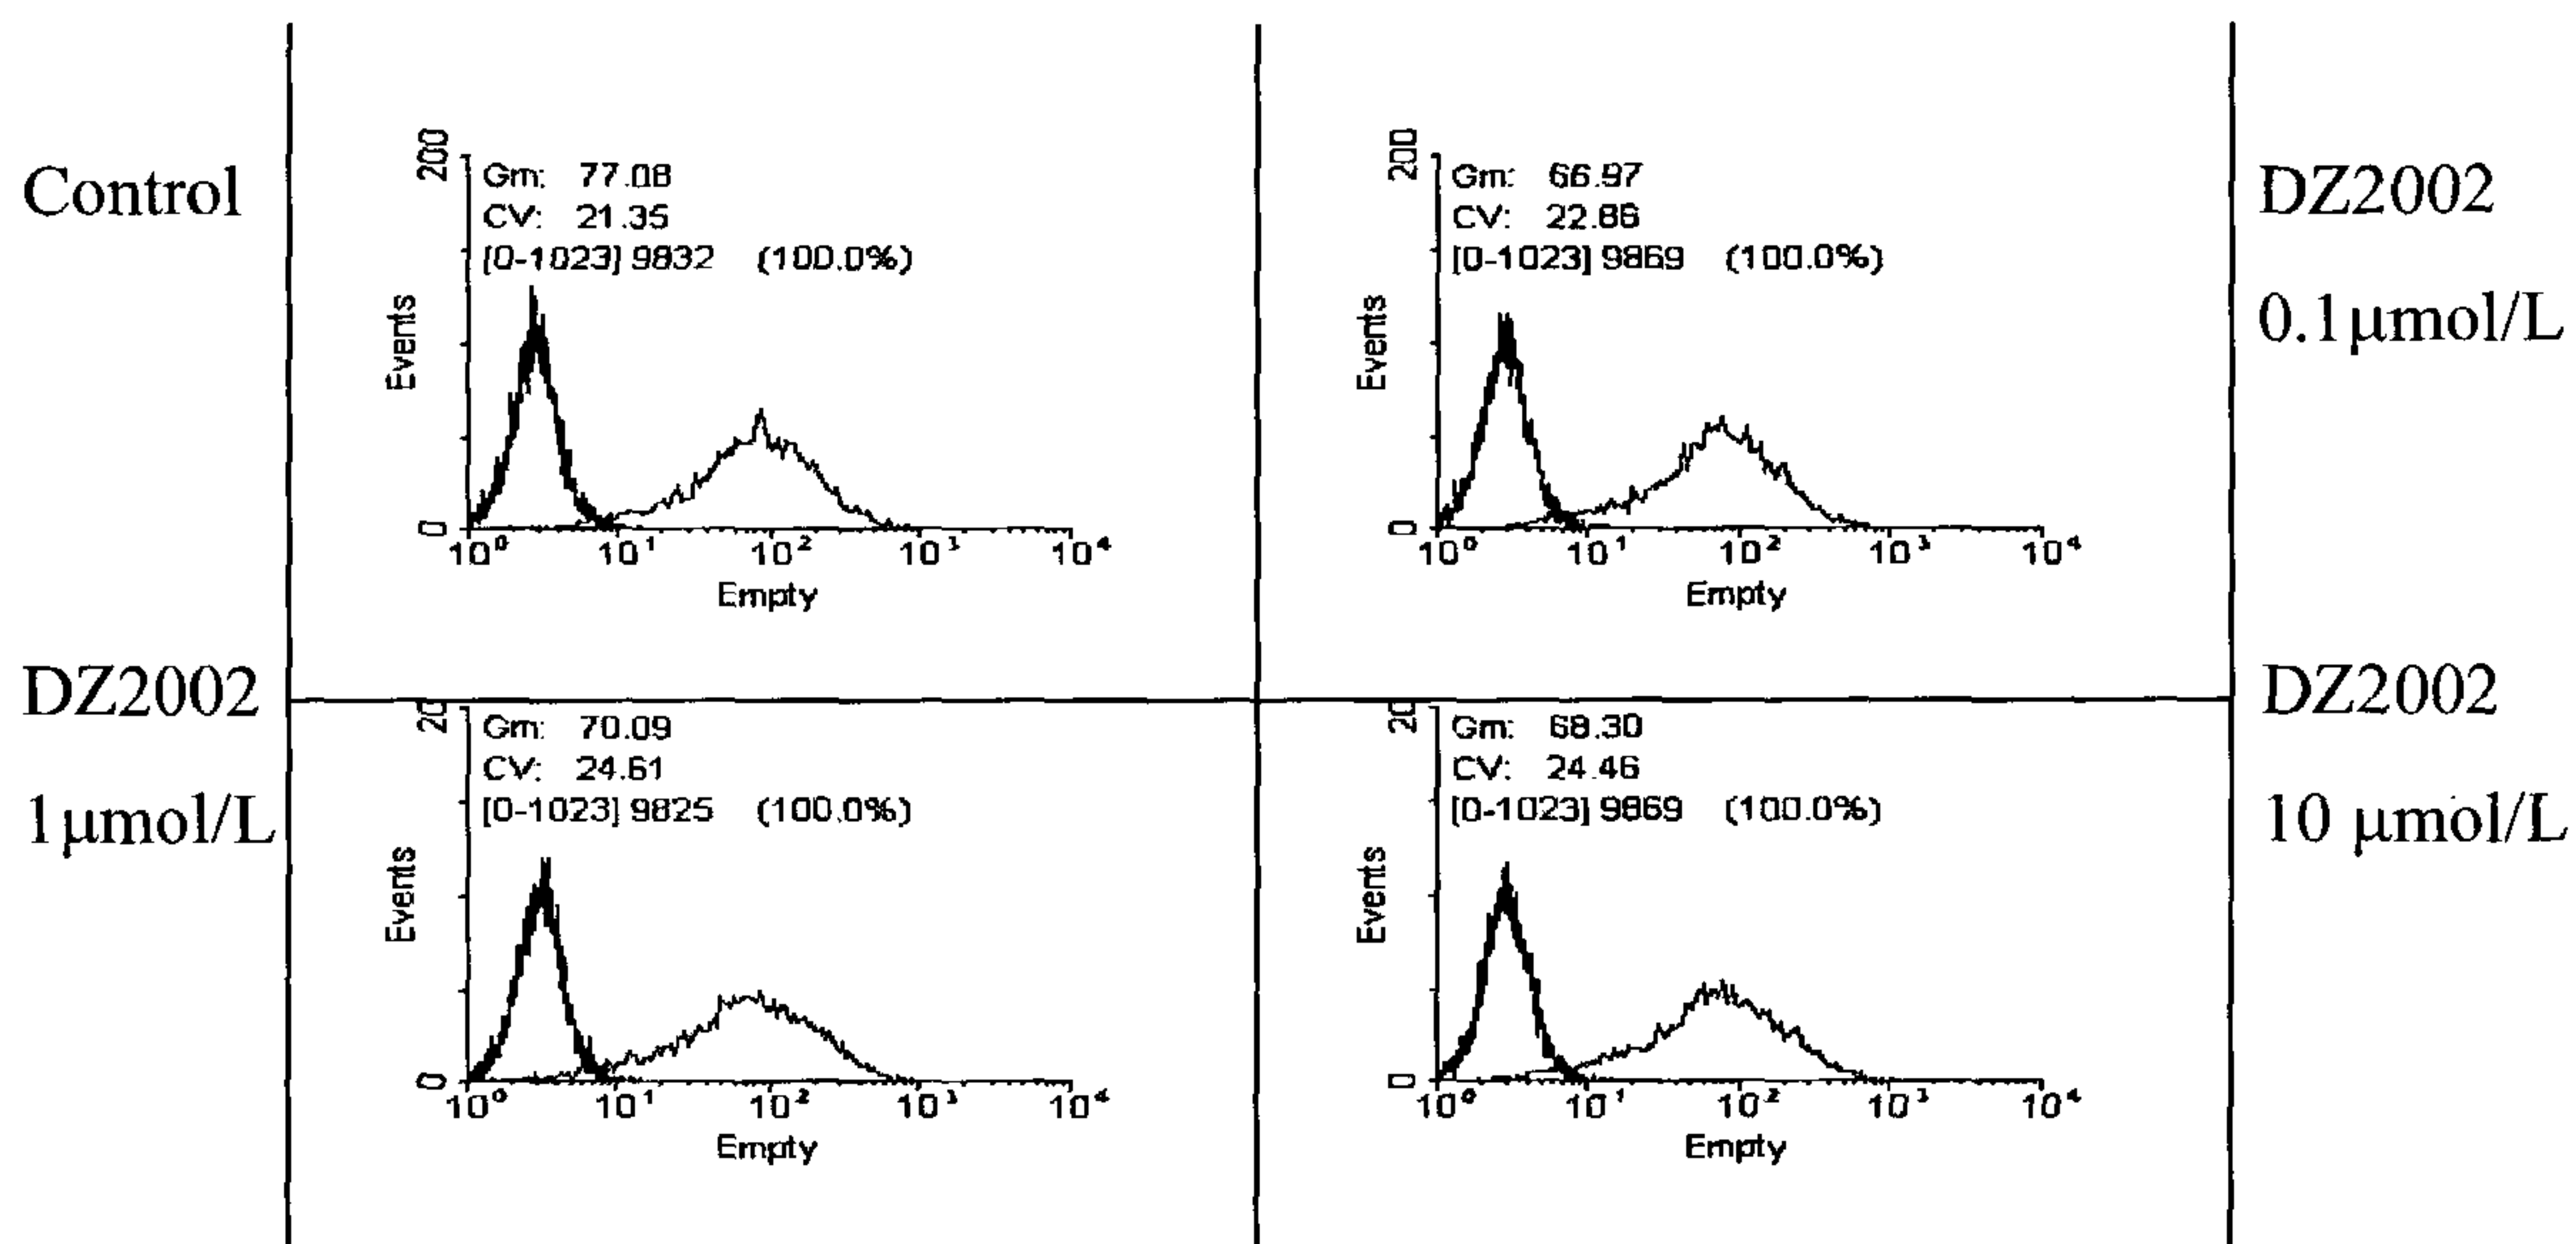 Control
200
Gm: 77.08
CV: 21.35
[0-1023] 9832 (100.0%)
Events
0
10⁰ 10¹ 10² 10³ 10⁴
Empty
200
Gm: 66.97
CV: 22.86
[0-1023] 9869 (100.0%)
Events
0
10⁰ 10¹ 10² 10³ 10⁴
Empty
DZ2002
0.1μmol/L
DZ2002
1μmol/L
20
Gm: 70.09
CV: 24.61
[0-1023] 9825 (100.0%)
Events
0
10⁰ 10¹ 10² 10³ 10⁴
Empty
20
Gm: 68.30
CV: 24.46
[0-1023] 9869 (100.0%)
Events
0
10⁰ 10¹ 10² 10³ 10⁴
Empty
DZ2002
10 μmol/L